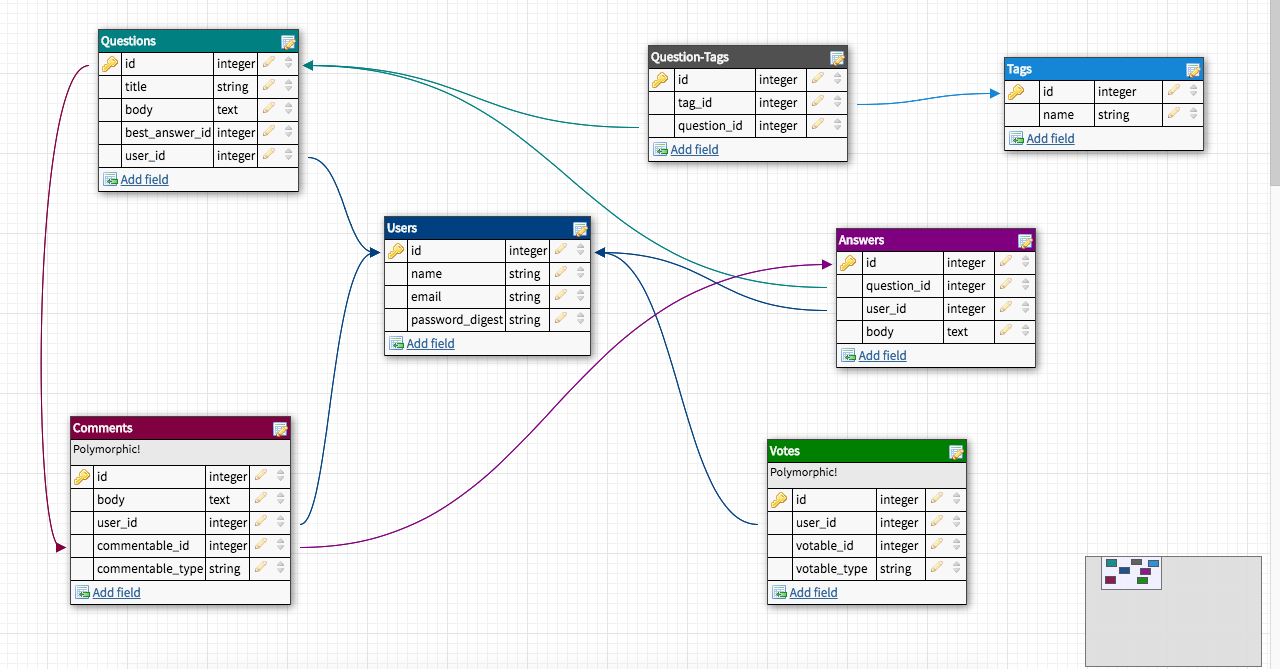 Questions
id integer
title string
body text
best_answer_id integer
user_id integer
Add field
Question-Tags
id integer
tag_id integer
question_id integer
Add field
Tags
id integer
name string
Add field
Users
id integer
name string
email string
password_digest string
Add field
Answers
id integer
question_id integer
user_id integer
body text
Add field
Comments
Polymorphic!
id integer
body text
user_id integer
commentable_id integer
commentable_type string
Add field
Votes
Polymorphic!
id integer
user_id integer
votable_id integer
votable_type string
Add field